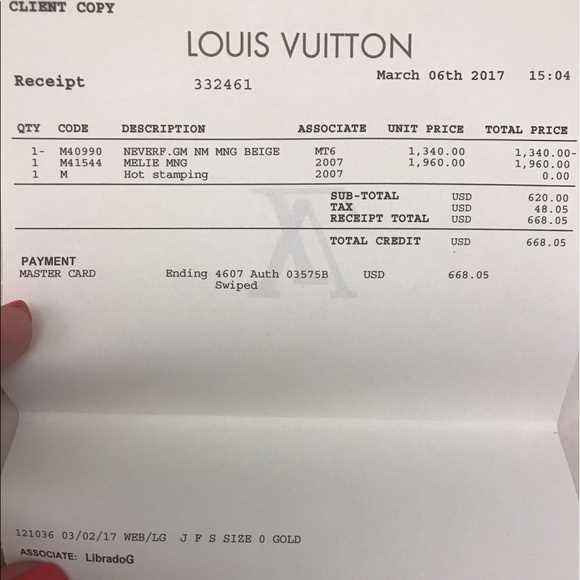 CLIENT COPY
LOUIS VUITTON
Receipt 332461 March 06th 2017 15:04
QTY CODE DESCRIPTION ASSOCIATE UNIT PRICE TOTAL PRICE
1- M40990 NEVERF.GM NM MNG BEIGE MT6 1,340.00 1,340.00-
1 M41544 MELIE MNG 2007 1,960.00 1,960.00
1 M Hot stamping 2007 0.00
SUB-TOTAL USD 620.00
TAX USD 48.05
RECEIPT TOTAL USD 668.05
TOTAL CREDIT USD 668.05
PAYMENT
MASTER CARD Ending 4607 Auth 03575B USD 668.05
Swiped
121036 03/02/17 WEB/LG J F S SIZE 0 GOLD
ASSOCIATE: LibradoG